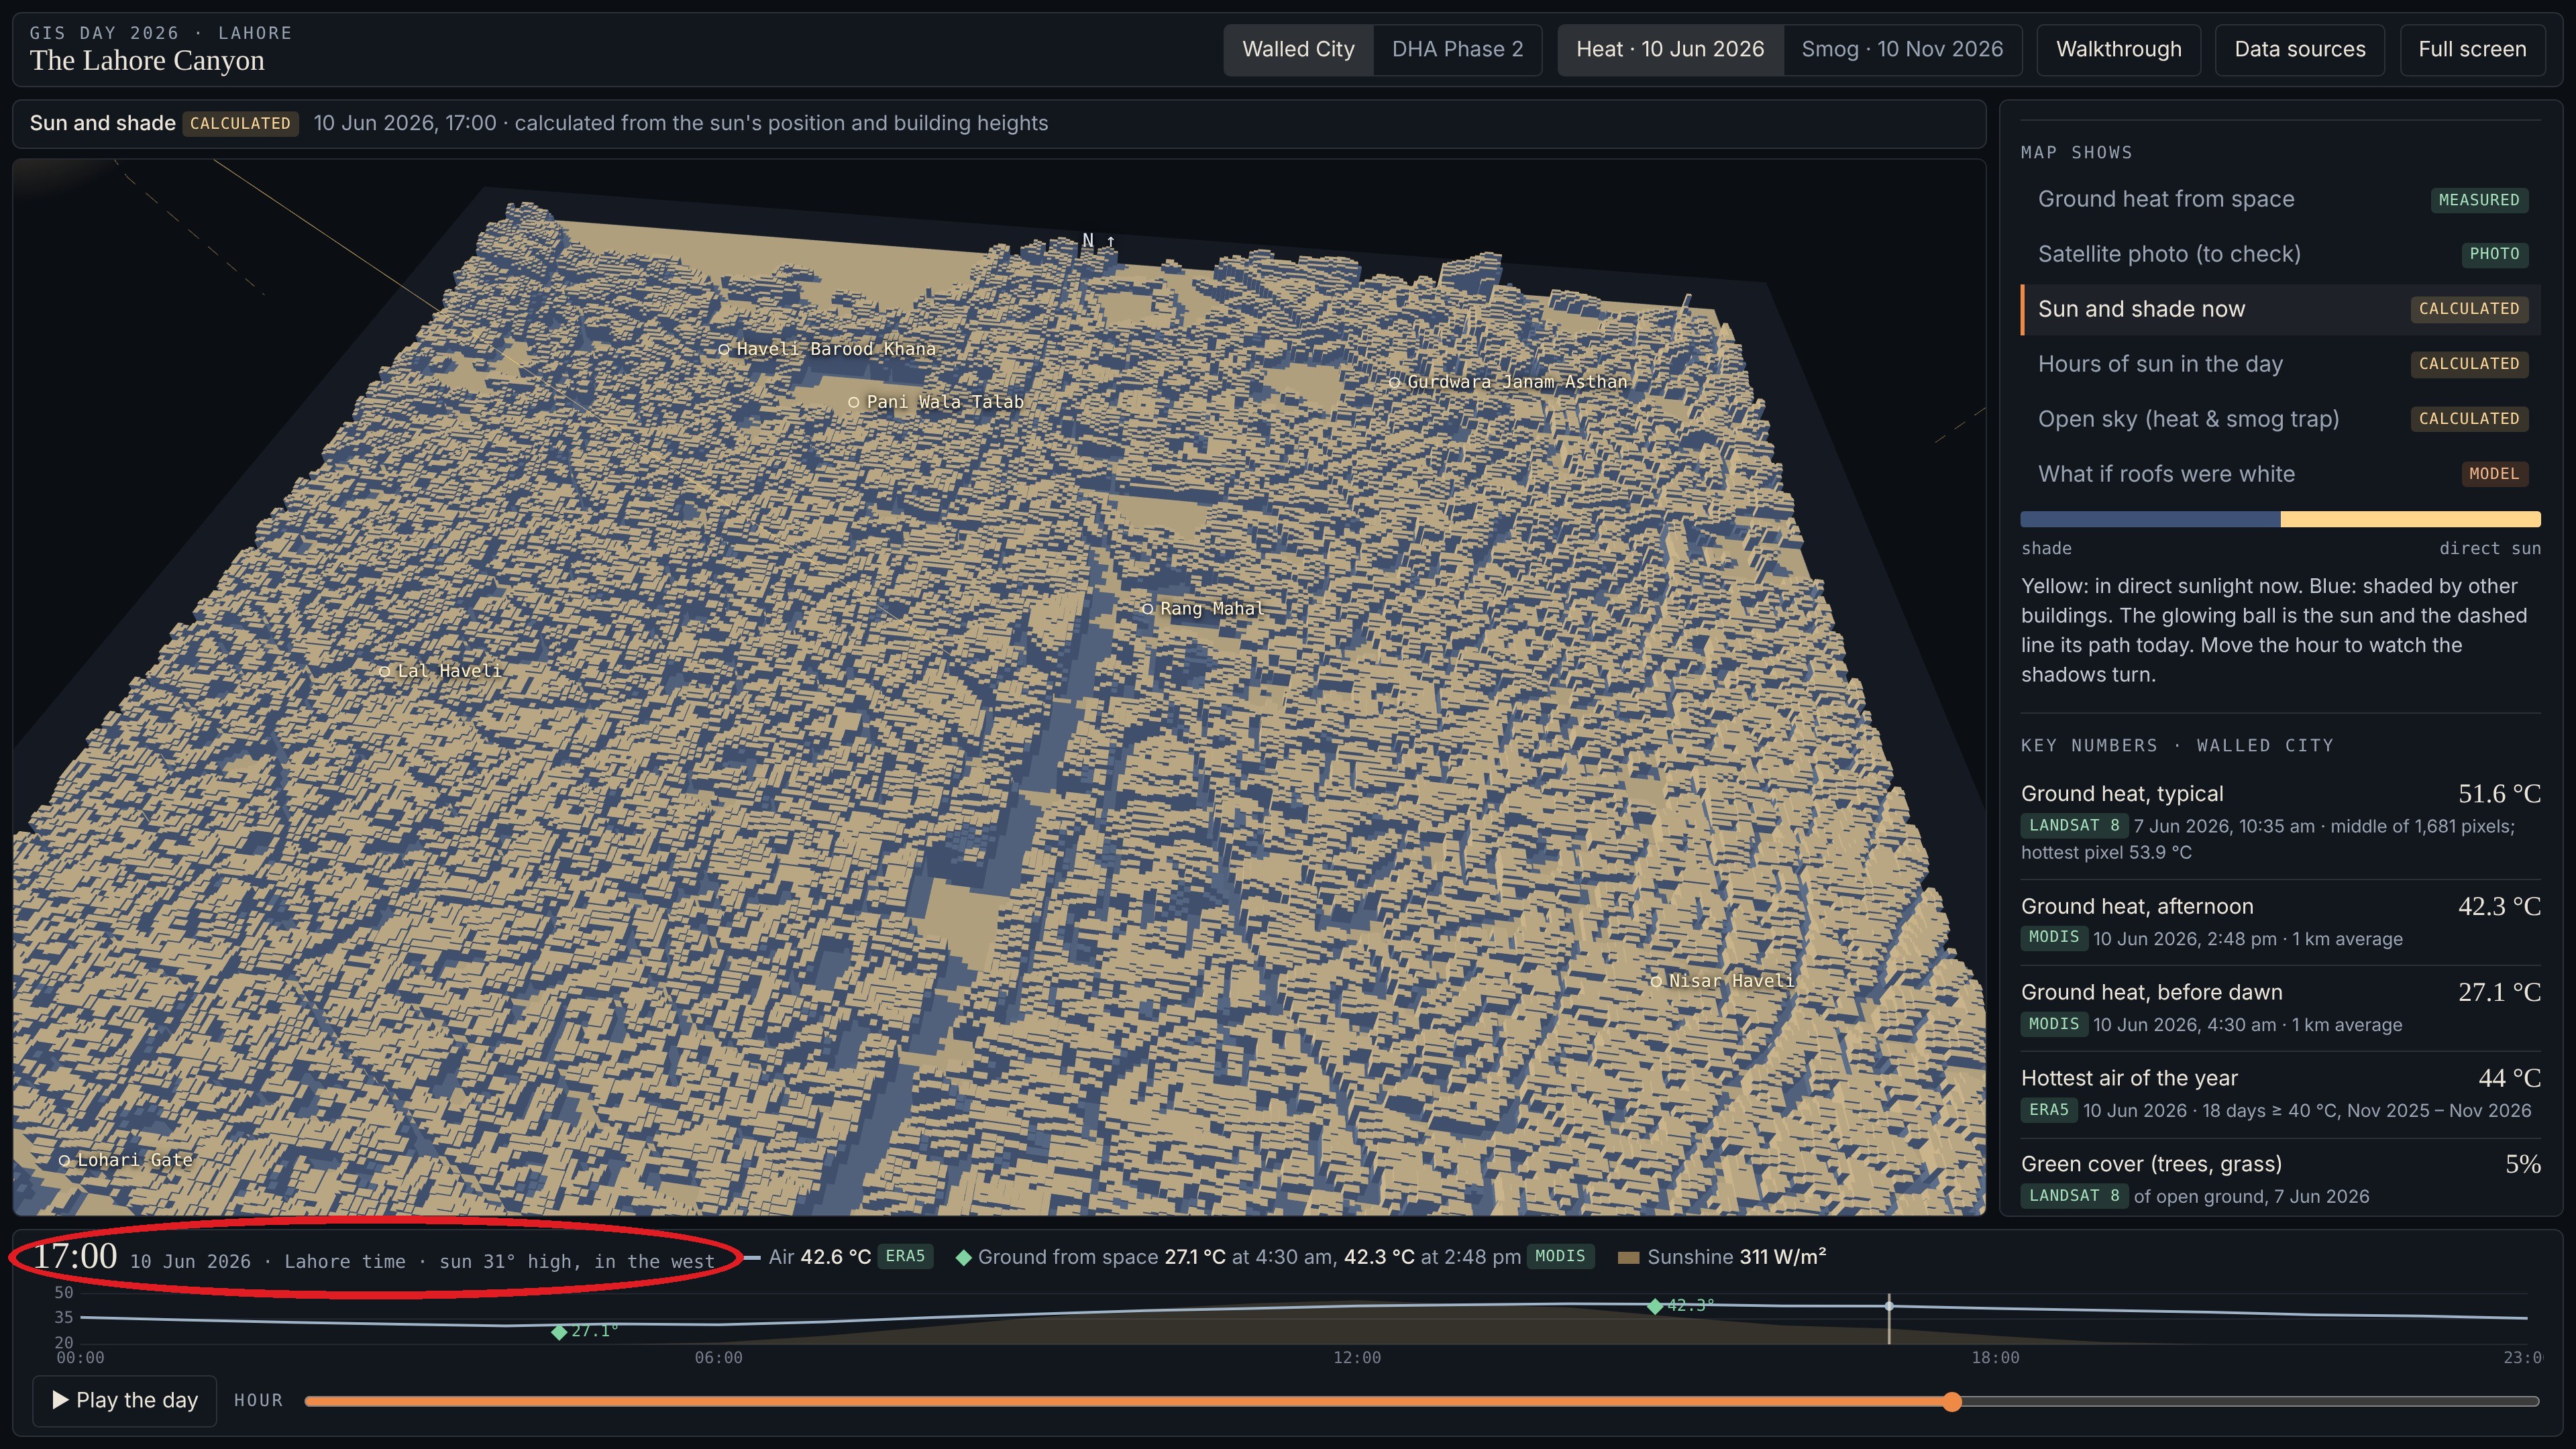 GIS DAY 2026 · LAHORE
The Lahore Canyon
Walled City
DHA Phase 2
Heat · 10 Jun 2026
Smog · 10 Nov 2026
Walkthrough
Data sources
Full screen
Sun and shade CALCULATED 10 Jun 2026, 17:00 · calculated from the sun's position and building heights
N ↑
Haveli Barood Khana
Gurdwara Janam Asthan
Pani Wala Talab
Rang Mahal
Lal Haveli
Nisar Haveli
Lohari Gate
MAP SHOWS
Ground heat from space MEASURED
Satellite photo (to check) PHOTO
Sun and shade now CALCULATED
Hours of sun in the day CALCULATED
Open sky (heat & smog trap) CALCULATED
What if roofs were white MODEL
shade direct sun
Yellow: in direct sunlight now. Blue: shaded by other
buildings. The glowing ball is the sun and the dashed
line its path today. Move the hour to watch the
shadows turn.
KEY NUMBERS · WALLED CITY
Ground heat, typical 51.6 °C
LANDSAT 8 7 Jun 2026, 10:35 am · middle of 1,681 pixels;
hottest pixel 53.9 °C
Ground heat, afternoon 42.3 °C
MODIS 10 Jun 2026, 2:48 pm · 1 km average
Ground heat, before dawn 27.1 °C
MODIS 10 Jun 2026, 4:30 am · 1 km average
Hottest air of the year 44 °C
ERA5 10 Jun 2026 · 18 days ≥ 40 °C, Nov 2025 – Nov 2026
Green cover (trees, grass) 5%
LANDSAT 8 of open ground, 7 Jun 2026
17:00 10 Jun 2026 · Lahore time · sun 31° high, in the west
Air 42.6 °C ERA5 Ground from space 27.1 °C at 4:30 am, 42.3 °C at 2:48 pm MODIS Sunshine 311 W/m²
50
35
20
27.1°
42.3°
00:00 06:00 12:00 18:00 23:0
▶ Play the day HOUR